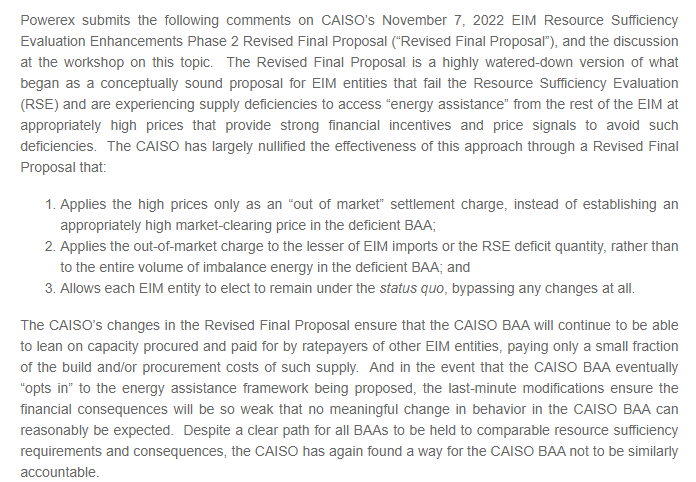 Powerex submits the following comments on CAISO’s November 7, 2022 EIM Resource Sufficiency
Evaluation Enhancements Phase 2 Revised Final Proposal (“Revised Final Proposal”), and the discussion
at the workshop on this topic.  The Revised Final Proposal is a highly watered-down version of what
began as a conceptually sound proposal for EIM entities that fail the Resource Sufficiency Evaluation
(RSE) and are experiencing supply deficiencies to access “energy assistance” from the rest of the EIM at
appropriately high prices that provide strong financial incentives and price signals to avoid such
deficiencies.  The CAISO has largely nullified the effectiveness of this approach through a Revised Final
Proposal that:
1. Applies the high prices only as an “out of market” settlement charge, instead of establishing an
appropriately high market-clearing price in the deficient BAA;
2. Applies the out-of-market charge to the lesser of EIM imports or the RSE deficit quantity, rather than
to the entire volume of imbalance energy in the deficient BAA; and
3. Allows each EIM entity to elect to remain under the status quo, bypassing any changes at all.
The CAISO’s changes in the Revised Final Proposal ensure that the CAISO BAA will continue to be able
to lean on capacity procured and paid for by ratepayers of other EIM entities, paying only a small fraction
of the build and/or procurement costs of such supply.  And in the event that the CAISO BAA eventually
“opts in” to the energy assistance framework being proposed, the last-minute modifications ensure the
financial consequences will be so weak that no meaningful change in behavior in the CAISO BAA can
reasonably be expected.  Despite a clear path for all BAAs to be held to comparable resource sufficiency
requirements and consequences, the CAISO has again found a way for the CAISO BAA not to be similarly
accountable.